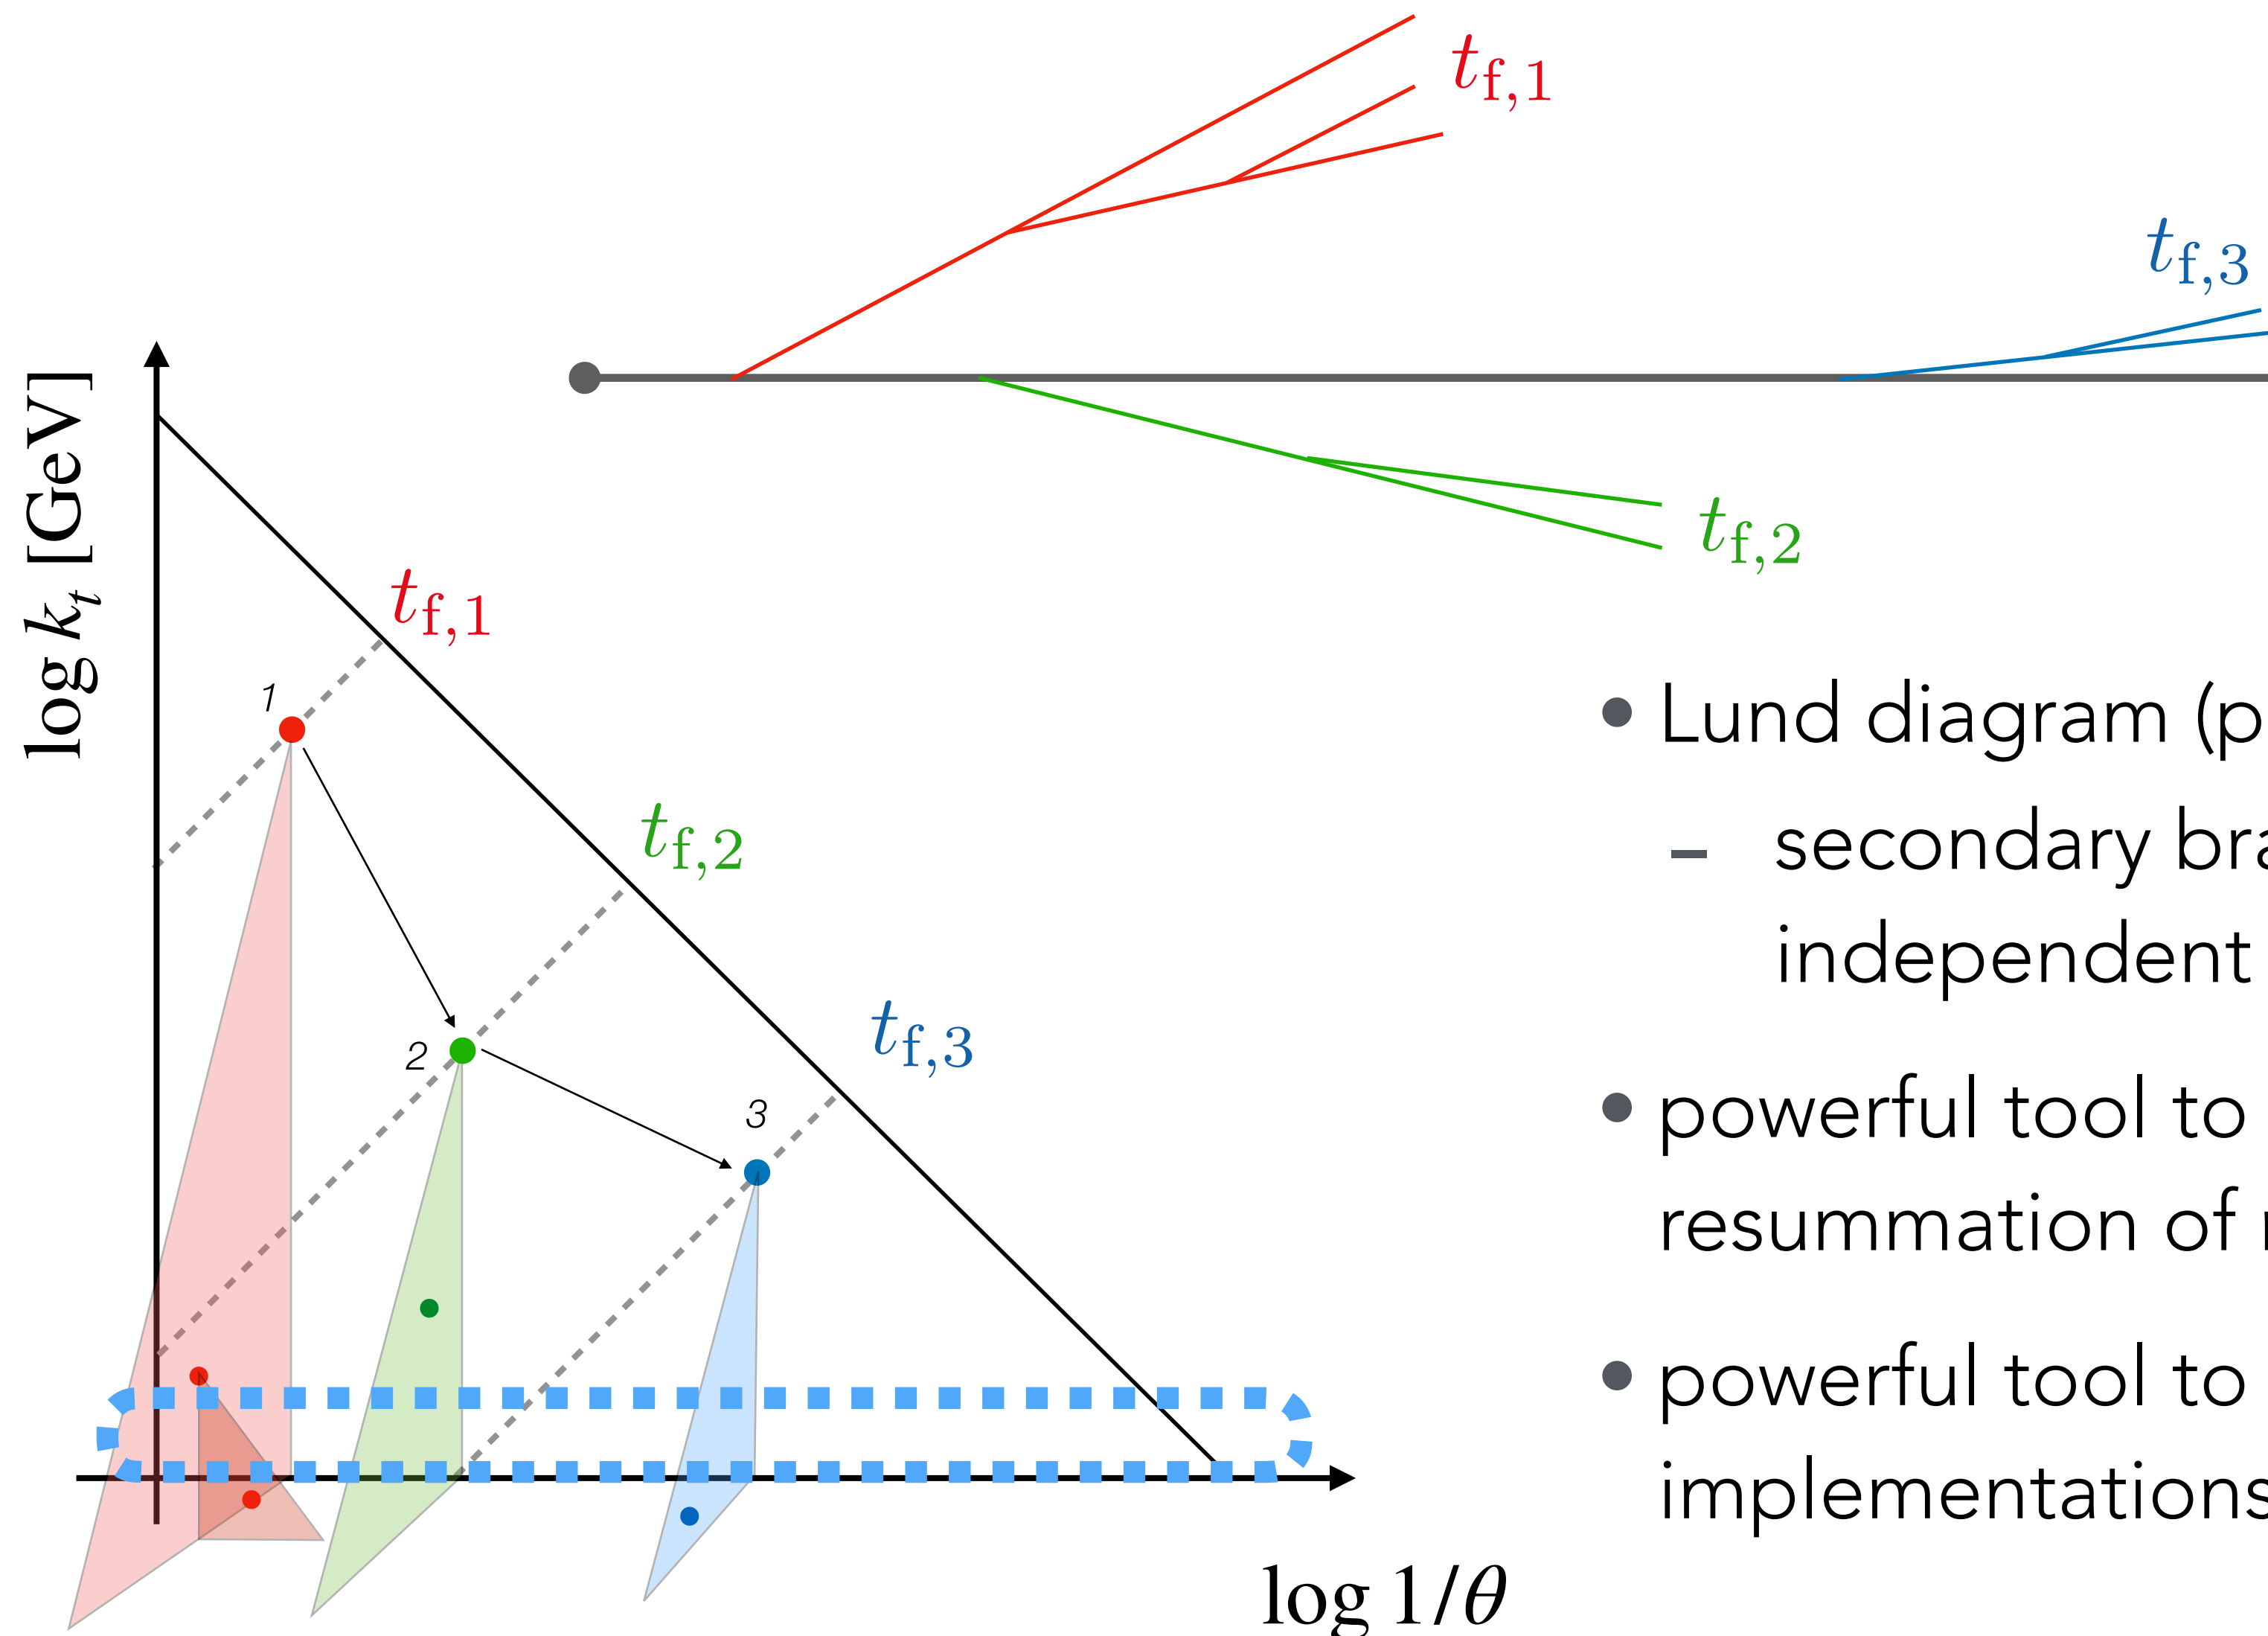 t_{f,1}
t_{f,3}
t_{f,2}
log k_t [GeV]
t_{f,1}
1
t_{f,2}
2
t_{f,3}
3
log 1/θ
• Lund diagram (p
– secondary bra
independent
• powerful tool to
resummation of
• powerful tool to
implementations